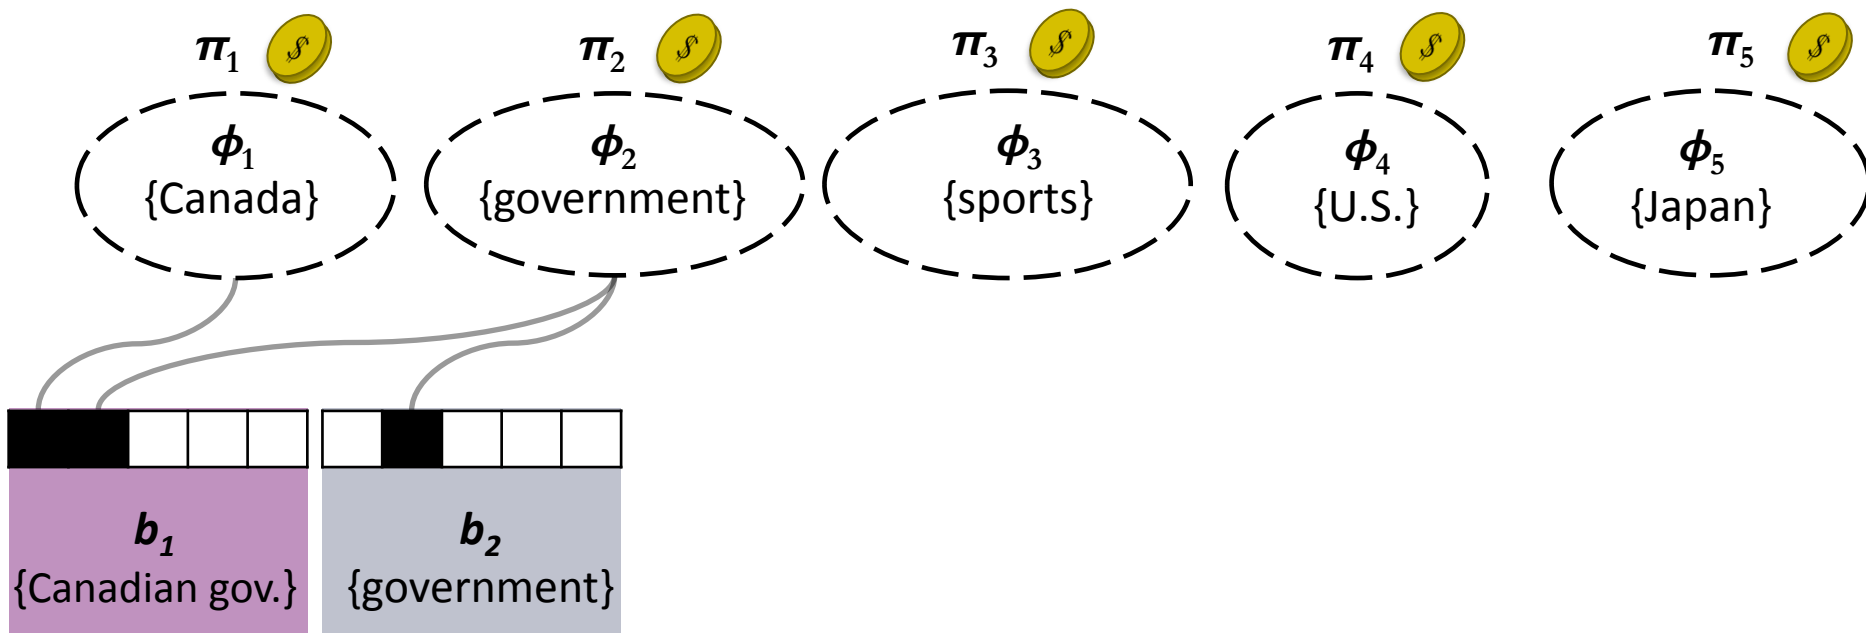 π1 $ π2 $ π3 $ π4 $ π5 $
ϕ1 ϕ2 ϕ3 ϕ4 ϕ5
{Canada} {government} {sports} {U.S.} {Japan}
b1 b2
{Canadian gov.} {government}